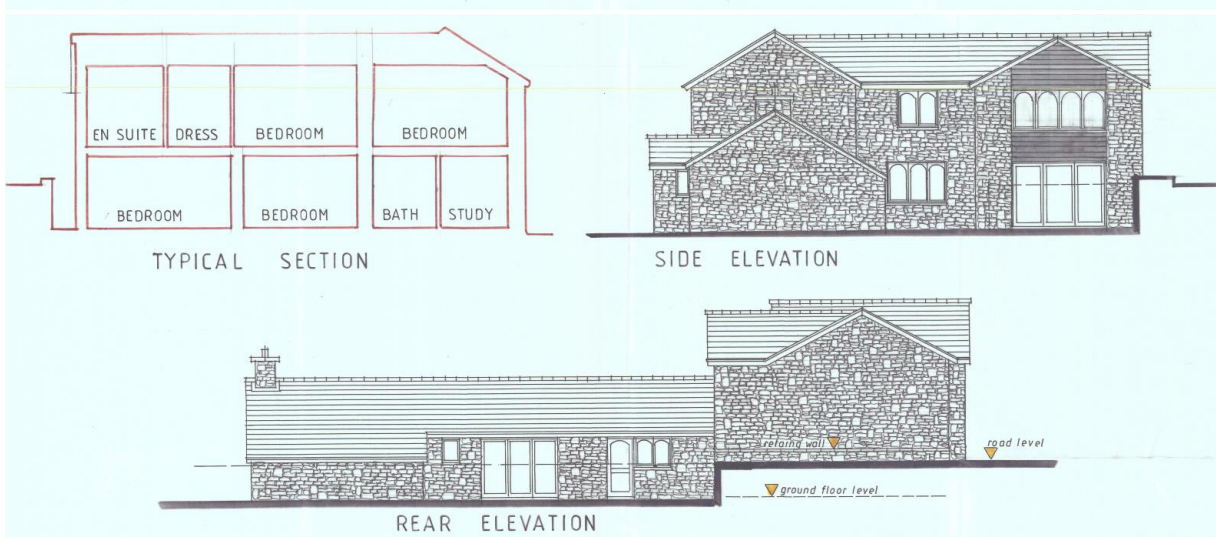 EN SUITE DRESS BEDROOM BEDROOM
BEDROOM BEDROOM BATH STUDY
TYPICAL SECTION
SIDE ELEVATION
retaing wall
road level
ground floor level
REAR ELEVATION